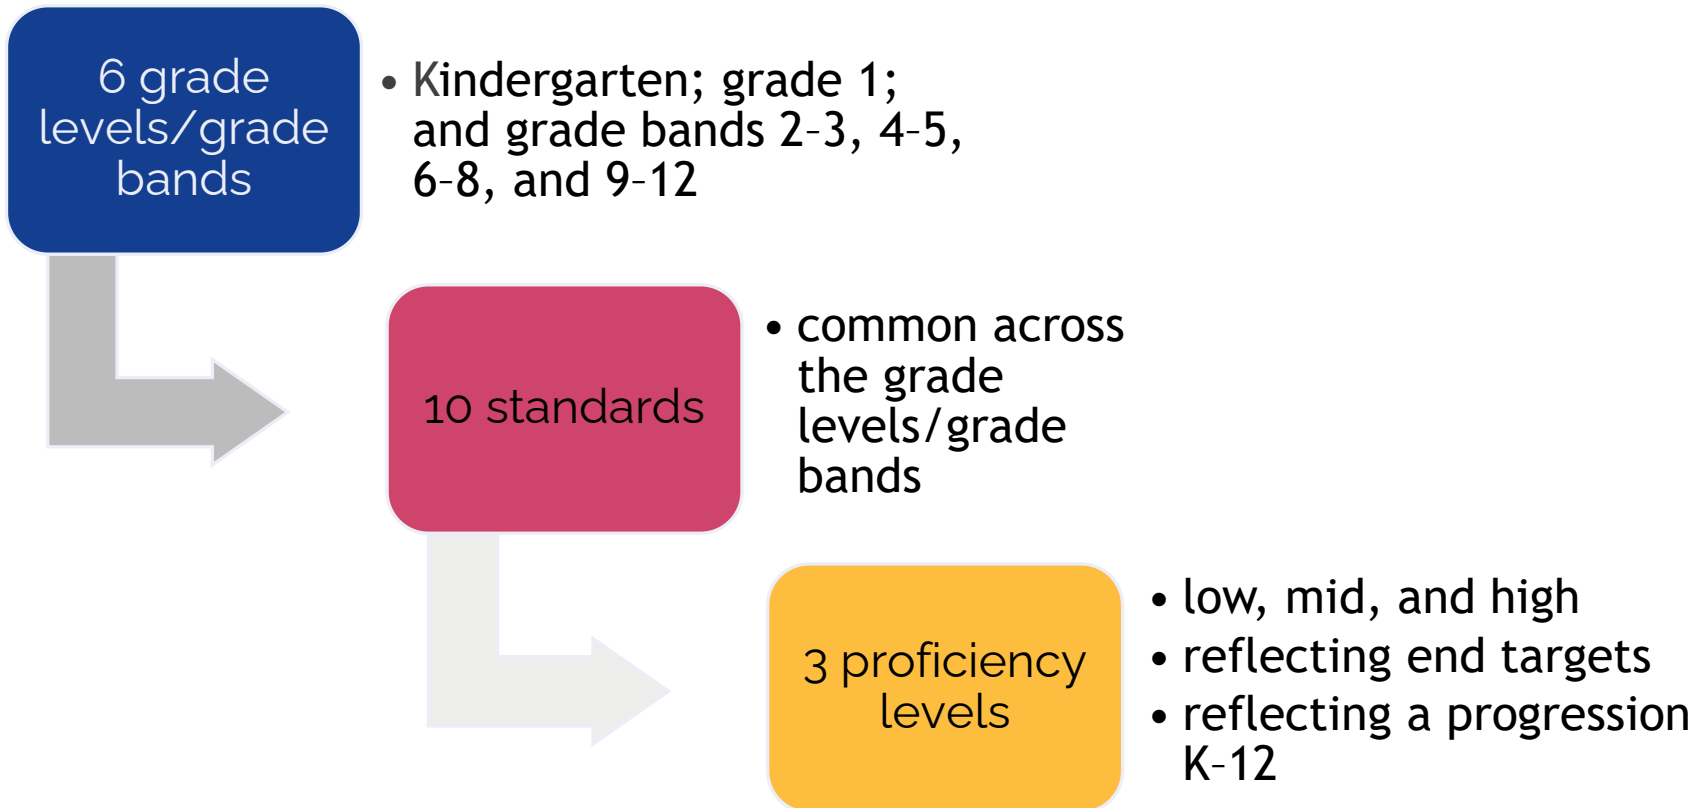 6 grade
levels/grade
bands
• Kindergarten; grade 1;
and grade bands 2–3, 4–5,
6–8, and 9–12
10 standards
• common across
the grade
levels/grade
bands
3 proficiency
levels
• low, mid, and high
• reflecting end targets
• reflecting a progression
K–12